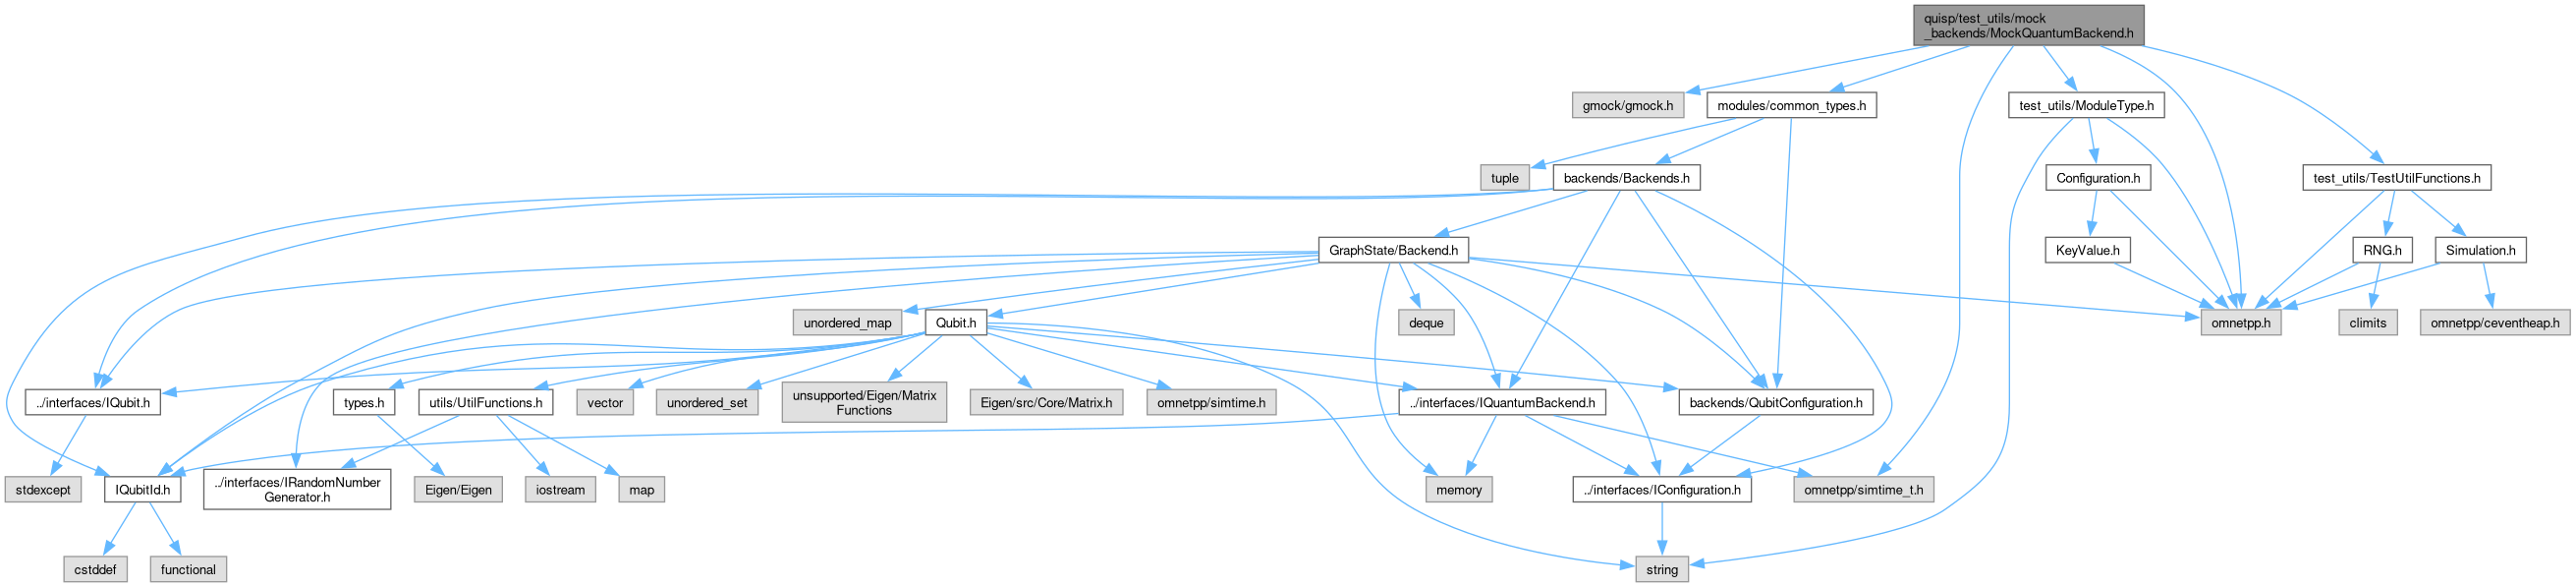 quisp/test_utils/mock
_backends/MockQuantumBackend.h
gmock/gmock.h
modules/common_types.h
test_utils/ModuleType.h
tuple
backends/Backends.h
Configuration.h
test_utils/TestUtilFunctions.h
GraphState/Backend.h
KeyValue.h
RNG.h
Simulation.h
unordered_map
Qubit.h
deque
omnetpp.h
climits
omnetpp/ceventheap.h
../interfaces/IQubit.h
types.h
utils/UtilFunctions.h
vector
unordered_set
unsupported/Eigen/Matrix
Functions
Eigen/src/Core/Matrix.h
omnetpp/simtime.h
../interfaces/IQuantumBackend.h
backends/QubitConfiguration.h
stdexcept
IQubitId.h
../interfaces/IRandomNumber
Generator.h
Eigen/Eigen
iostream
map
memory
../interfaces/IConfiguration.h
omnetpp/simtime_t.h
cstddef
functional
string